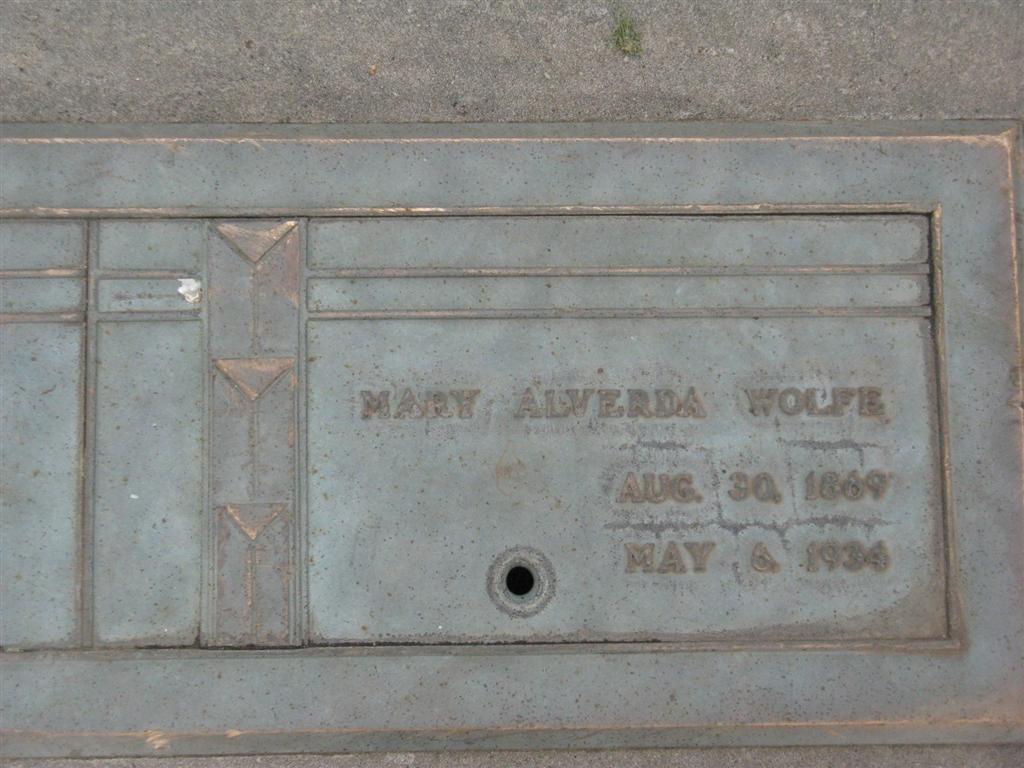 MARY ALVERDA WOLFE
AUG. 30, 1869
MAY 6, 1934